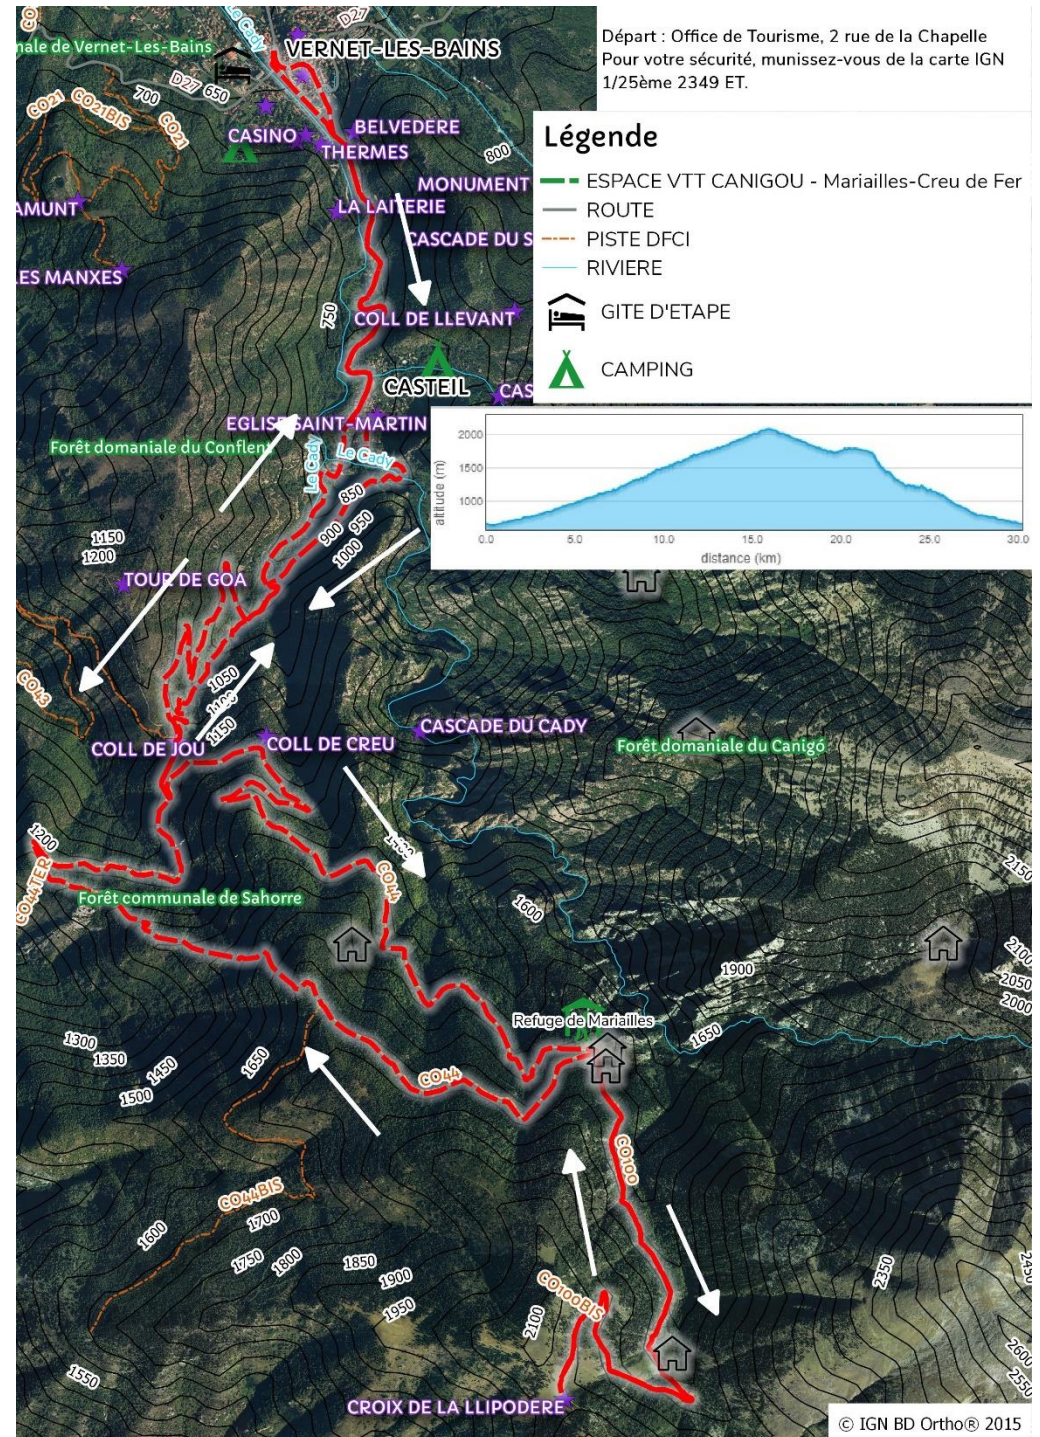 CO
D27
Le Cady
nale de Vernet-Les-Bains
VERNET-LES-BAINS
Départ : Office de Tourisme, 2 rue de la Chapelle
Pour votre sécurité, munissez-vous de la carte IGN
1/25ème 2349 ET.
D27
700
650
CO21
CO21BIS
CO21
CASINO
BELVEDERE
THERMES
800
Légende
ESPACE VTT CANIGOU - Mariailles-Creu de Fer
ROUTE
PISTE DFCI
RIVIERE
GITE D'ETAPE
CAMPING
MONUMENT
AMUNT
LA LAITERIE
CASCADE DU S
LES MANXES
750
COLL DE LLEVANT
CASTEIL
CAS
EGLISE SAINT-MARTIN
Forêt domaniale du Conflent
Le Cady
Le Cady
altitude (m)
2000
1500
1000
0.0
5.0
10.0
15.0
20.0
25.0
30.0
distance (km)
850
900
950
1000
1150
1200
TOUR DE GOA
CO43
1050
1100
1150
COLL DE JOU
COLL DE CREU
CASCADE DU CADY
Forêt domaniale du Canigó
1200
CO44TER
1400
CO44
Forêt communale de Sahorre
1600
2150
1900
2100
2050
2000
Refuge de Mariailles
1650
1300
1350
1450
1500
1650
CO44
CO100
CO44BIS
1600
1700
1750
1800
1850
1900
1950
CO100BIS
2100
2350
2450
2600
2550
1550
CROIX DE LA LLIPODERE
© IGN BD Ortho® 2015